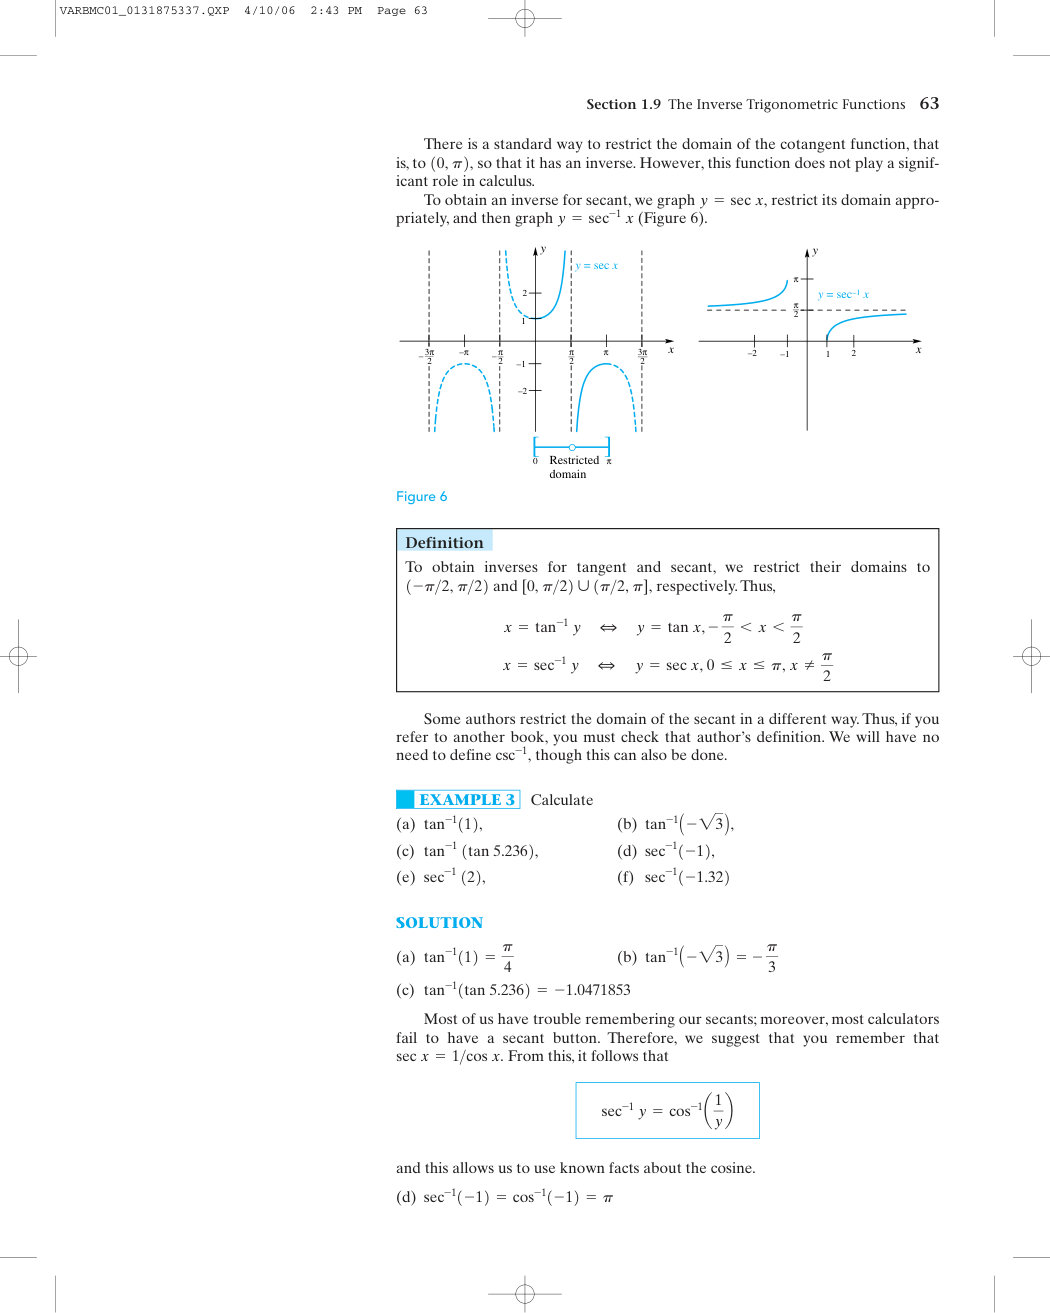 VARBMC01_0131875337.QXP 4/10/06 2:43 PM Page 63
Section 1.9 The Inverse Trigonometric Functions 63
There is a standard way to restrict the domain of the cotangent function, that
is, to (0, π), so that it has an inverse. However, this function does not play a signif-
icant role in calculus.
To obtain an inverse for secant, we graph y = sec x, restrict its domain appro-
priately, and then graph y = sec⁻¹ x (Figure 6).
y
y = sec x
2
1
−3π/2 −π −π/2 π/2 π 3π/2 x
−1
−2
0 Restricted π
domain
y
π
y = sec⁻¹ x
π/2
−2 −1 1 2 x
Figure 6
Definition
To obtain inverses for tangent and secant, we restrict their domains to
(−π/2, π/2) and [0, π/2) ∪ (π/2, π], respectively. Thus,
x = tan⁻¹ y ⇔ y = tan x, −π/2 < x < π/2
x = sec⁻¹ y ⇔ y = sec x, 0 ≤ x ≤ π, x ≠ π/2
Some authors restrict the domain of the secant in a different way. Thus, if you
refer to another book, you must check that author's definition. We will have no
need to define csc⁻¹, though this can also be done.
EXAMPLE 3 Calculate
(a) tan⁻¹(1), (b) tan⁻¹(−√3),
(c) tan⁻¹ (tan 5.236), (d) sec⁻¹(−1),
(e) sec⁻¹ (2), (f) sec⁻¹(−1.32)
SOLUTION
(a) tan⁻¹(1) = π/4 (b) tan⁻¹(−√3) = −π/3
(c) tan⁻¹(tan 5.236) = −1.0471853
Most of us have trouble remembering our secants; moreover, most calculators
fail to have a secant button. Therefore, we suggest that you remember that
sec x = 1/cos x. From this, it follows that
sec⁻¹ y = cos⁻¹(1/y)
and this allows us to use known facts about the cosine.
(d) sec⁻¹(−1) = cos⁻¹(−1) = π